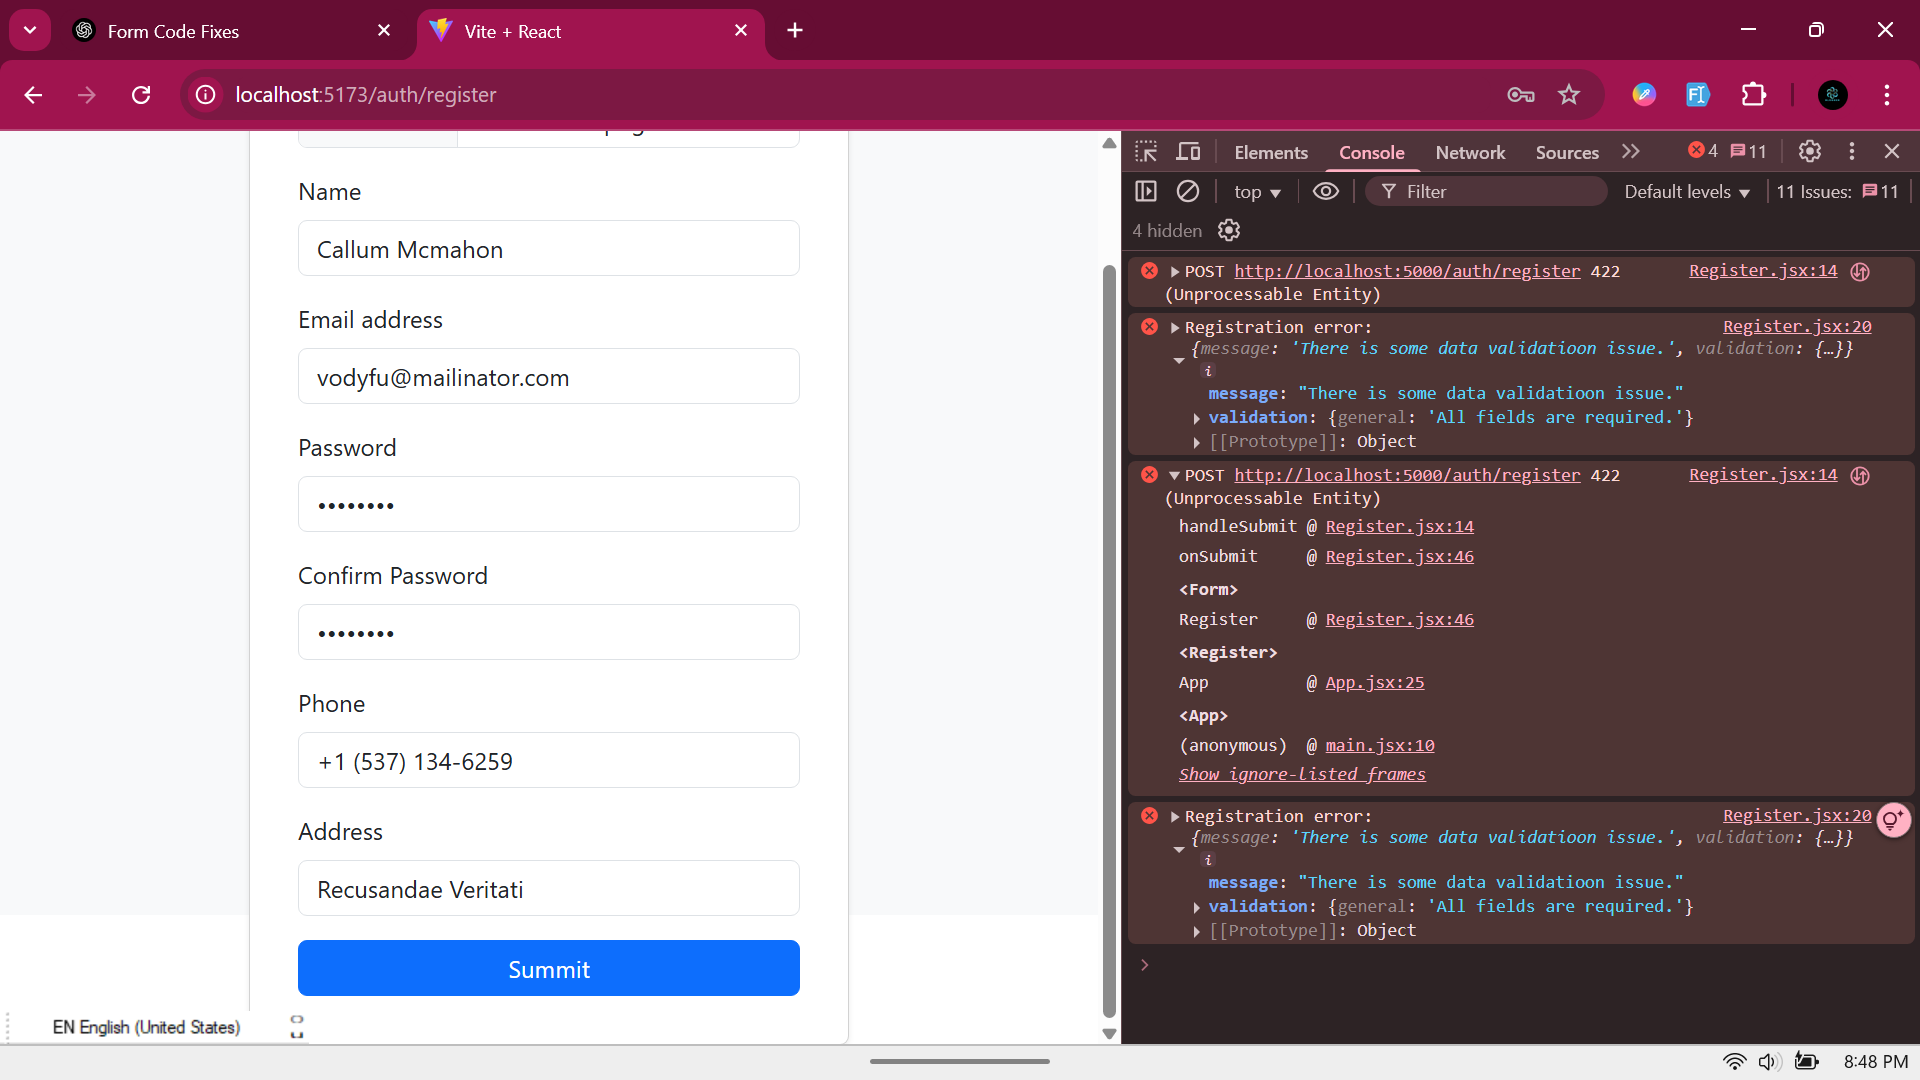 Form Code Fixes
Vite + React
localhost:5173/auth/register
Name
Callum Mcmahon
Email address
vodyfu@mailinator.com
Password
••••••••
Confirm Password
••••••••
Phone
+1 (537) 134-6259
Address
Recusandae Veritati
Summit
EN English (United States)
Elements Console Network Sources 4 11
top Filter Default levels 11 Issues: 11
4 hidden
POST http://localhost:5000/auth/register 422 Register.jsx:14
(Unprocessable Entity)
Registration error: Register.jsx:20
{message: 'There is some data validatioon issue.', validation: {…}}
i
message: "There is some data validatioon issue."
validation: {general: 'All fields are required.'}
[[Prototype]]: Object
POST http://localhost:5000/auth/register 422 Register.jsx:14
(Unprocessable Entity)
handleSubmit @ Register.jsx:14
onSubmit @ Register.jsx:46
<Form>
Register @ Register.jsx:46
<Register>
App @ App.jsx:25
<App>
(anonymous) @ main.jsx:10
Show ignore-listed frames
Registration error: Register.jsx:20
{message: 'There is some data validatioon issue.', validation: {…}}
i
message: "There is some data validatioon issue."
validation: {general: 'All fields are required.'}
[[Prototype]]: Object
8:48 PM